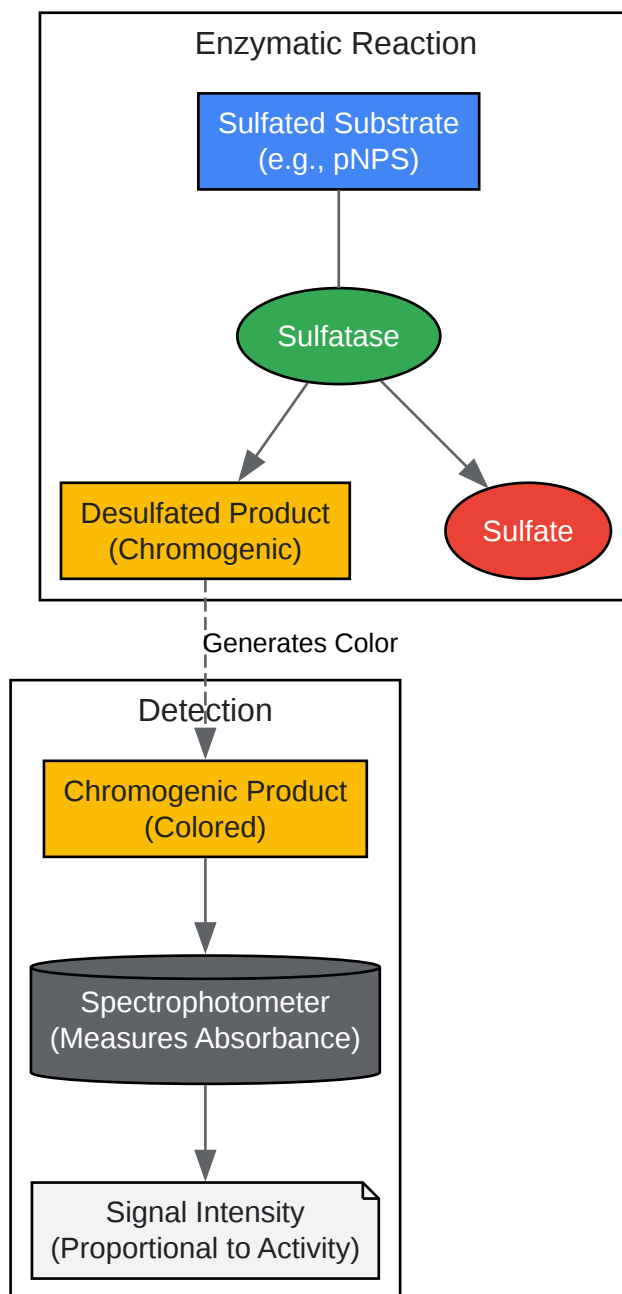 Enzymatic Reaction
Sulfated Substrate
(e.g., pNPS)
Sulfatase
Desulfated Product
(Chromogenic)
Sulfate
Generates Color
Detection
Chromogenic Product
(Colored)
Spectrophotometer
(Measures Absorbance)
Signal Intensity
(Proportional to Activity)